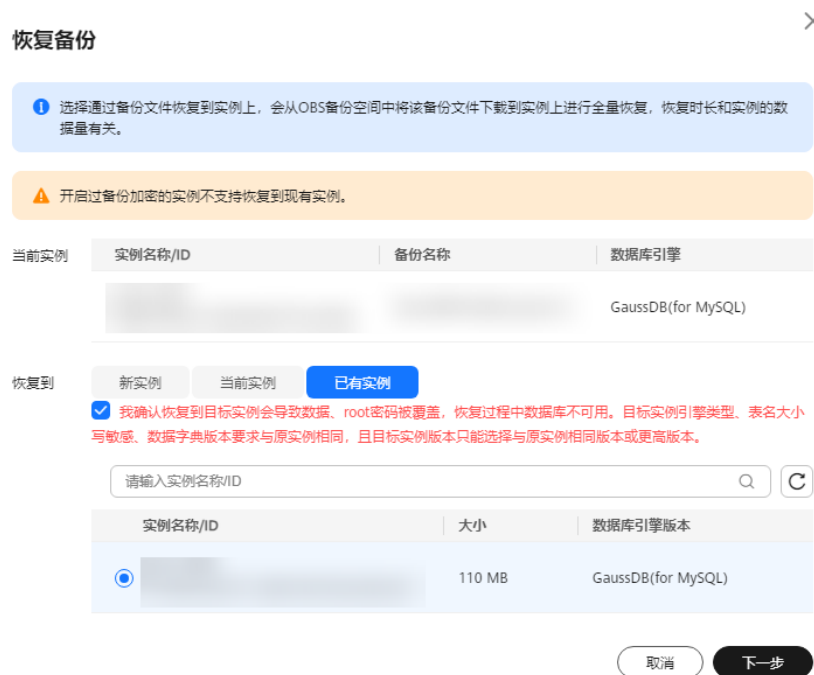 恢复备份
选择通过备份文件恢复到实例上，会从OBS备份空间中将该备份文件下载到实例上进行全量恢复，恢复时长和实例的数
据量有关。
开启过备份加密的实例不支持恢复到现有实例。
当前实例
实例名称/ID 备份名称 数据库引擎
GaussDB(for MySQL)
恢复到
新实例 当前实例 已有实例
我确认恢复到目标实例会导致数据、root密码被覆盖，恢复过程中数据库不可用。目标实例引擎类型、表名大小
写敏感、数据字典版本要求与原实例相同，且目标实例版本只能选择与原实例相同版本或更高版本。
请输入实例名称/ID
实例名称/ID 大小 数据库引擎版本
110 MB GaussDB(for MySQL)
取消 下一步